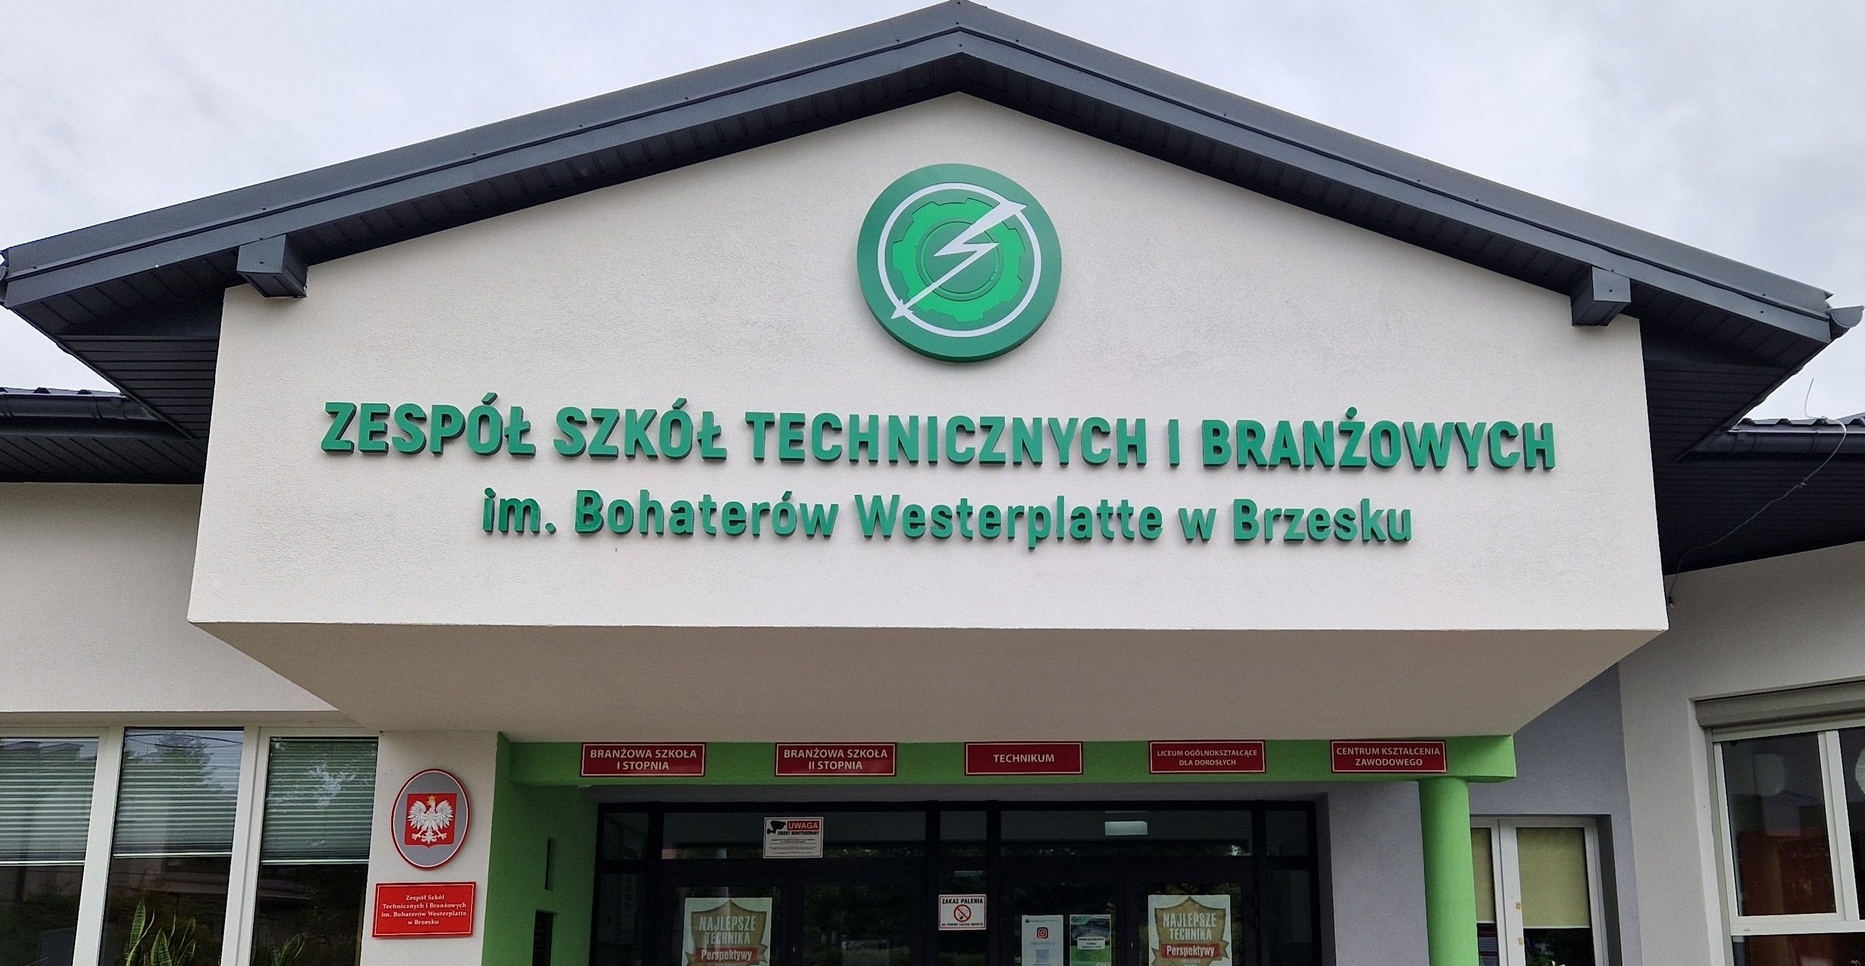 ZESPÓŁ SZKÓŁ TECHNICZNYCH I BRANŻOWYCH
im. Bohaterów Westerplatte w Brzesku
BRANŻOWA SZKOŁA
I STOPNIA
BRANŻOWA SZKOŁA
II STOPNIA
TECHNIKUM
LICEUM OGÓLNOKSZTAŁCĄCE
DLA DOROSŁYCH
CENTRUM KSZTAŁCENIA
ZAWODOWEGO
Zespół Szkół
Technicznych i Branżowych
im. Bohaterów Westerplatte
w Brzesku
UWAGA
OBIEKT MONITOROWANY
ZAKAZ PALENIA
NAJLEPSZE
TECHNIKA
Perspektywy
NAJLEPSZE
TECHNIKA
Perspektywy